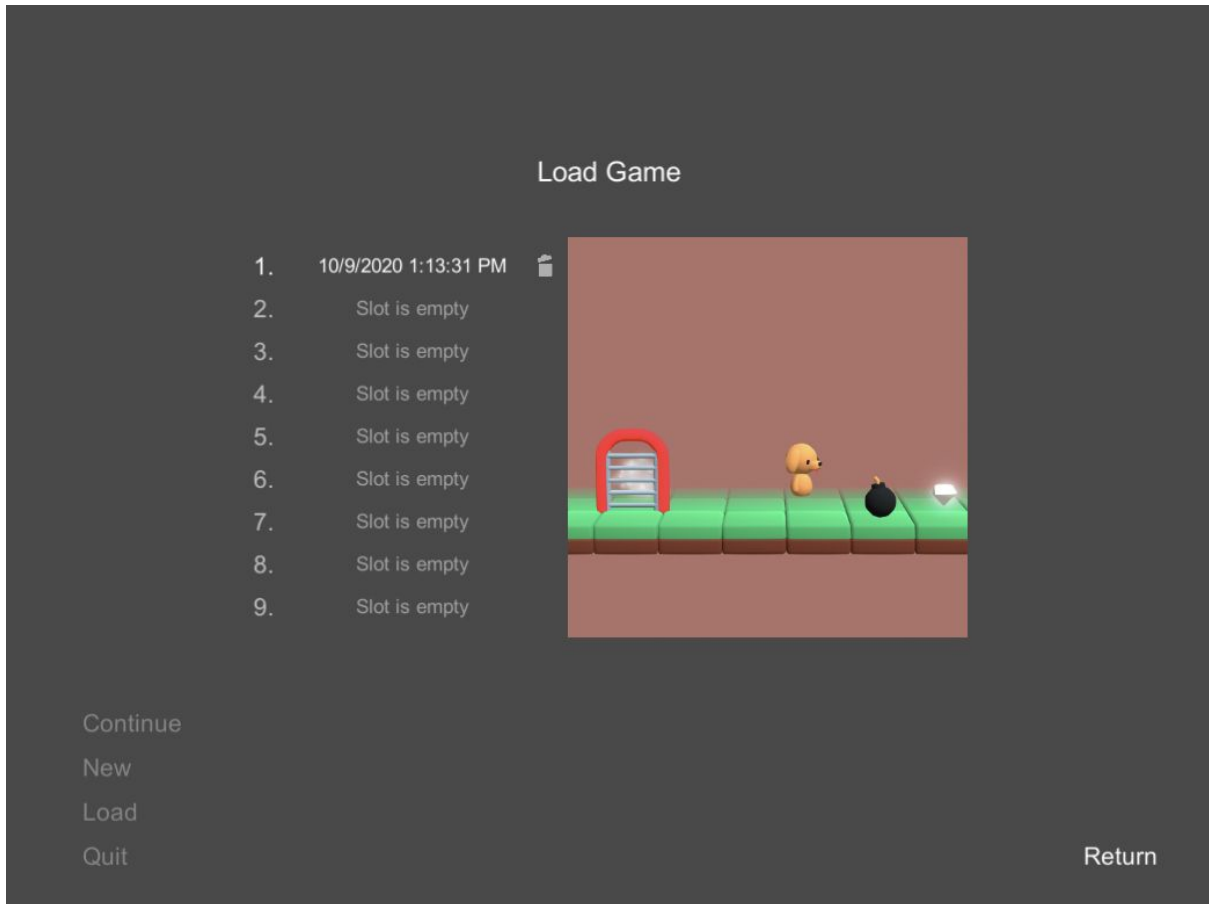 Load Game
1. 10/9/2020 1:13:31 PM
2. Slot is empty
3. Slot is empty
4. Slot is empty
5. Slot is empty
6. Slot is empty
7. Slot is empty
8. Slot is empty
9. Slot is empty
Continue
New
Load
Quit
Return